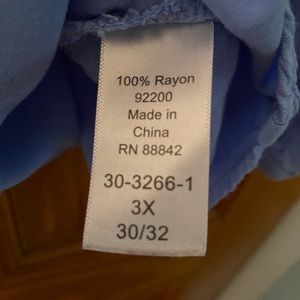 100% Rayon
92200
Made in
China
RN 88842
30-3266-1
3X
30/32